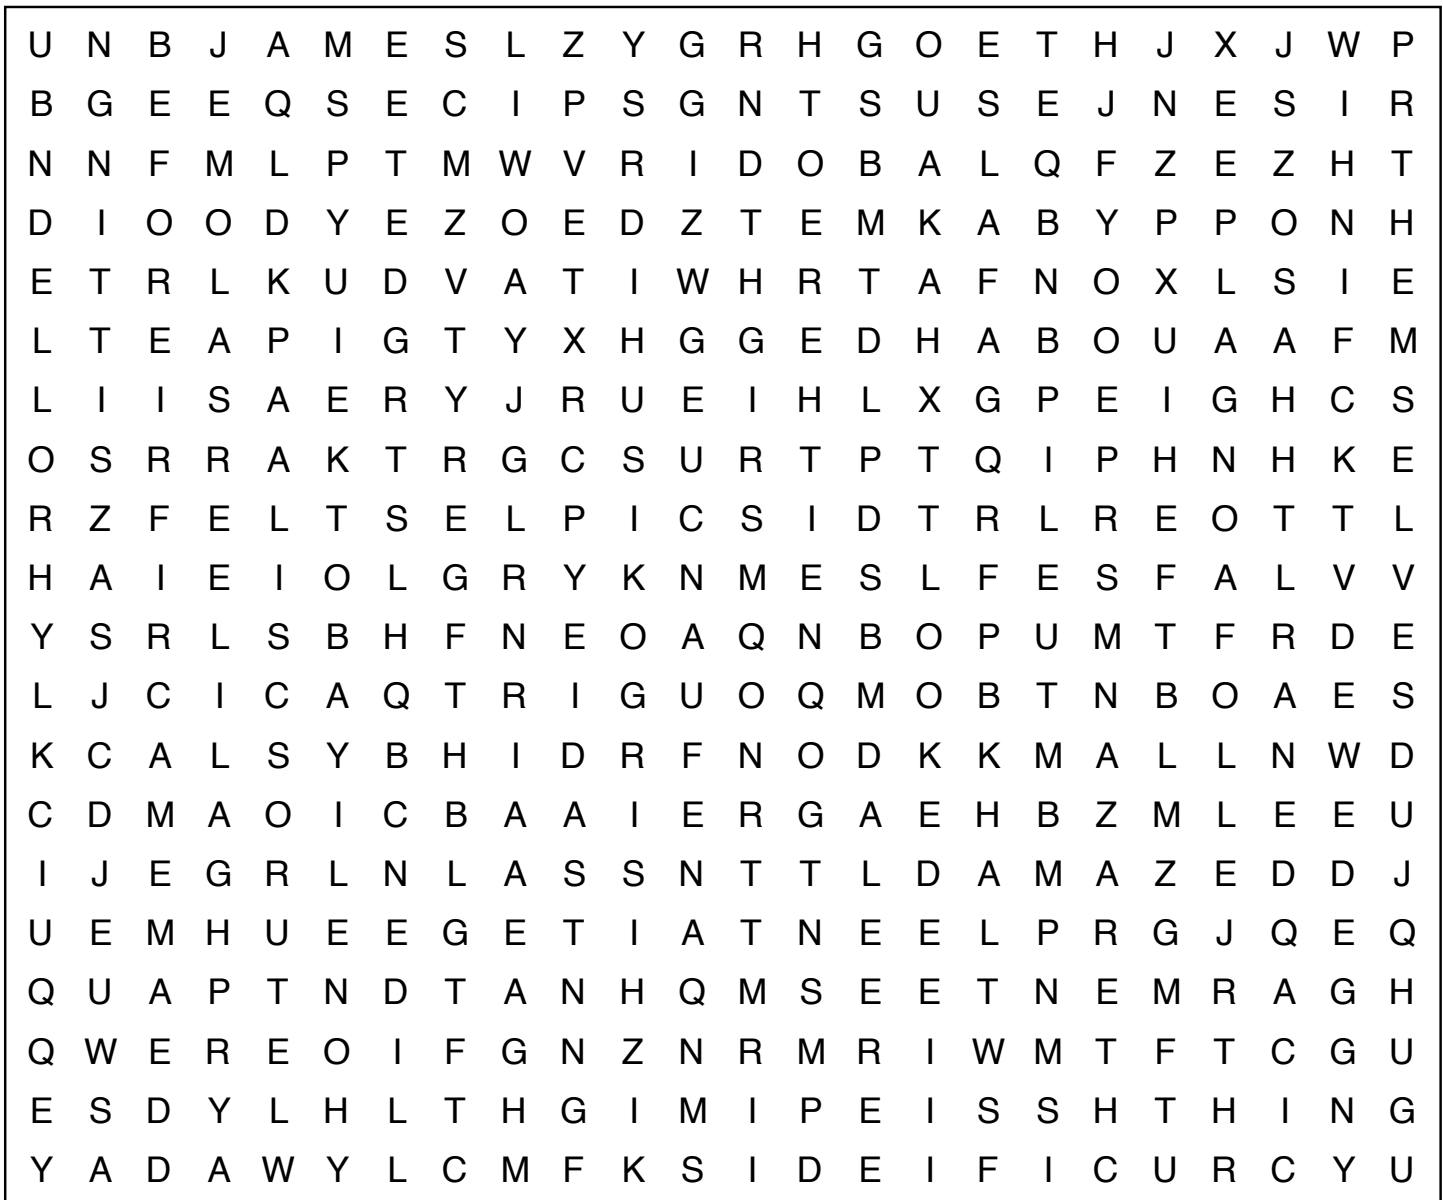 U N B J A M E S L Z Y G R H G O E T H J X J W P
B G E E Q S E C I P S G N T S U S E J N E S I R
N N F M L P T M W V R I D O B A L Q F Z E Z H T
D I O O D Y E Z O E D Z T E M K A B Y P P O N H
E T R L K U D V A T I W H R T A F N O X L S I E
L T E A P I G T Y X H G G E D H A B O U A A F M
L I I S A E R Y J R U E I H L X G P E I G H C S
O S R R A K T R G C S U R T P T Q I P H N H K E
R Z F E L T S E L P I C S I D T R L R E O T T L
H A I E I O L G R Y K N M E S L F E S F A L V V
Y S R L S B H F N E O A Q N B O P U M T F R D E
L J C I C A Q T R I G U O Q M O B T N B O A E S
K C A L S Y B H I D R F N O D K K M A L L N W D
C D M A O I C B A A I E R G A E H B Z M L E E U
I J E G R L N L A S S N T T L D A M A Z E D D J
U E M H U E E G E T I A T N E E L P R G J Q E Q
Q U A P T N D T A N H Q M S E E T N E M R A G H
Q W E R E O I F G N Z N R M R I W M T F T C G U
E S D Y L H L T H G I M I P E I S S H T H I N G
Y A D A W Y L C M F K S I D E I F I C U R C Y U